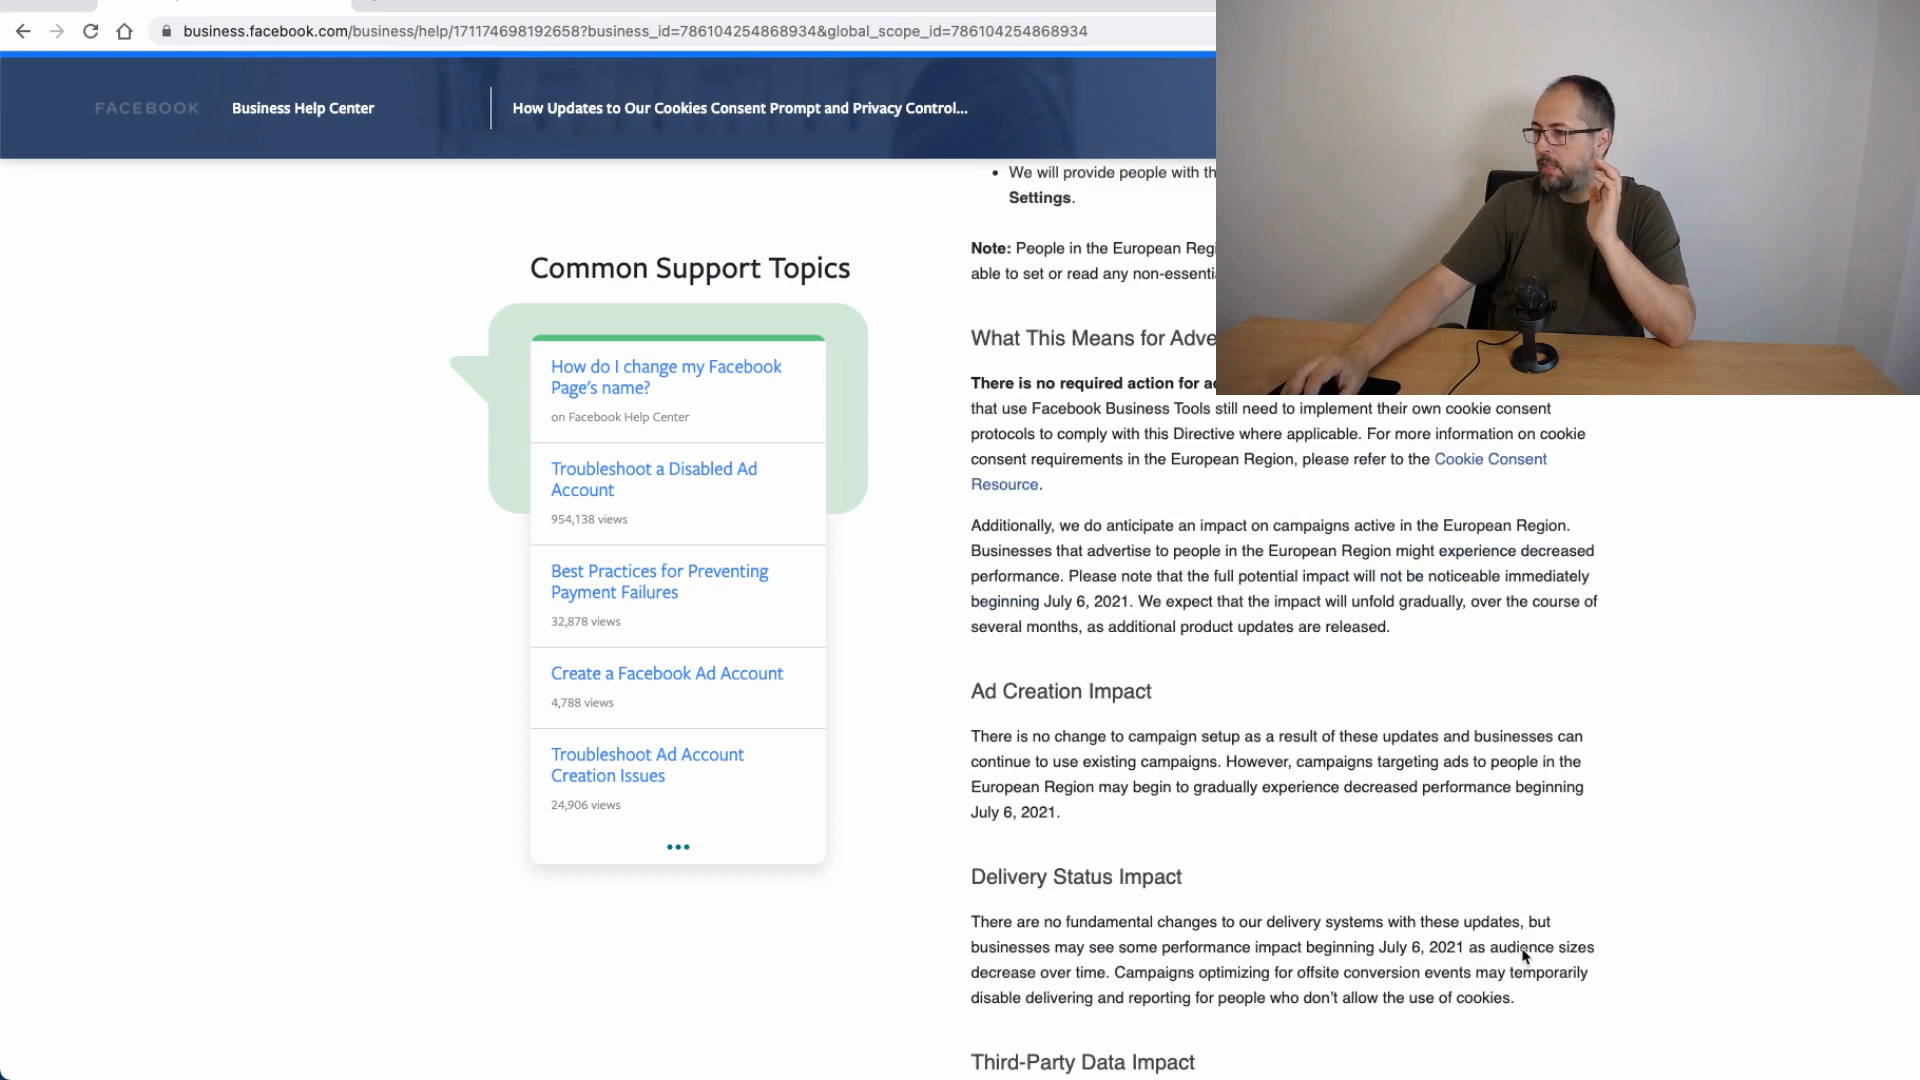 business.facebook.com/business/help/171174698192658?business_id=786104254868934&global_scope_id=786104254868934
FACEBOOK
Business Help Center
How Updates to Our Cookies Consent Prompt and Privacy Control...
Common Support Topics
How do I change my Facebook
Page's name?
on Facebook Help Center
Troubleshoot a Disabled Ad
Account
954,138 views
Best Practices for Preventing
Payment Failures
32,878 views
Create a Facebook Ad Account
4,788 views
Troubleshoot Ad Account
Creation Issues
24,906 views
• We will provide people with th
Settings.
Note: People in the European Regi
able to set or read any non-essenti
What This Means for Adve
There is no required action for a
that use Facebook Business Tools still need to implement their own cookie consent
protocols to comply with this Directive where applicable. For more information on cookie
consent requirements in the European Region, please refer to the Cookie Consent
Resource.
Additionally, we do anticipate an impact on campaigns active in the European Region.
Businesses that advertise to people in the European Region might experience decreased
performance. Please note that the full potential impact will not be noticeable immediately
beginning July 6, 2021. We expect that the impact will unfold gradually, over the course of
several months, as additional product updates are released.
Ad Creation Impact
There is no change to campaign setup as a result of these updates and businesses can
continue to use existing campaigns. However, campaigns targeting ads to people in the
European Region may begin to gradually experience decreased performance beginning
July 6, 2021.
Delivery Status Impact
There are no fundamental changes to our delivery systems with these updates, but
businesses may see some performance impact beginning July 6, 2021 as audience sizes
decrease over time. Campaigns optimizing for offsite conversion events may temporarily
disable delivering and reporting for people who don't allow the use of cookies.
Third-Party Data Impact